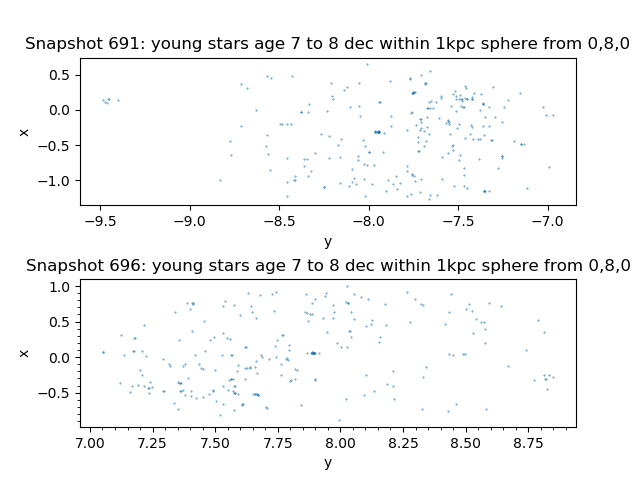 Snapshot 691: young stars age 7 to 8 dec within 1kpc sphere from 0,8,0
0.5
0.0
−0.5
−1.0
x
−9.5 −9.0 −8.5 −8.0 −7.5 −7.0
y
Snapshot 696: young stars age 7 to 8 dec within 1kpc sphere from 0,8,0
1.0
0.5
0.0
−0.5
x
7.00 7.25 7.50 7.75 8.00 8.25 8.50 8.75
y